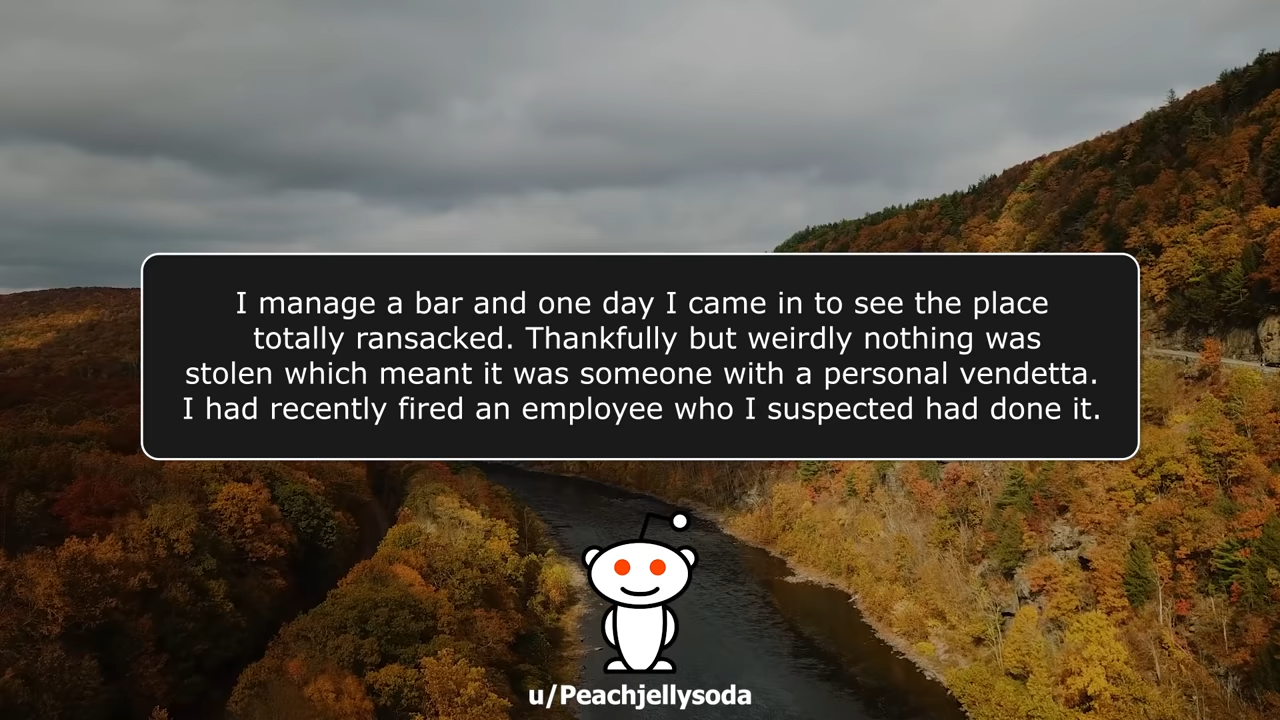 I manage a bar and one day I came in to see the place
totally ransacked. Thankfully but weirdly nothing was
stolen which meant it was someone with a personal vendetta.
I had recently fired an employee who I suspected had done it.
u/Peachjellysoda